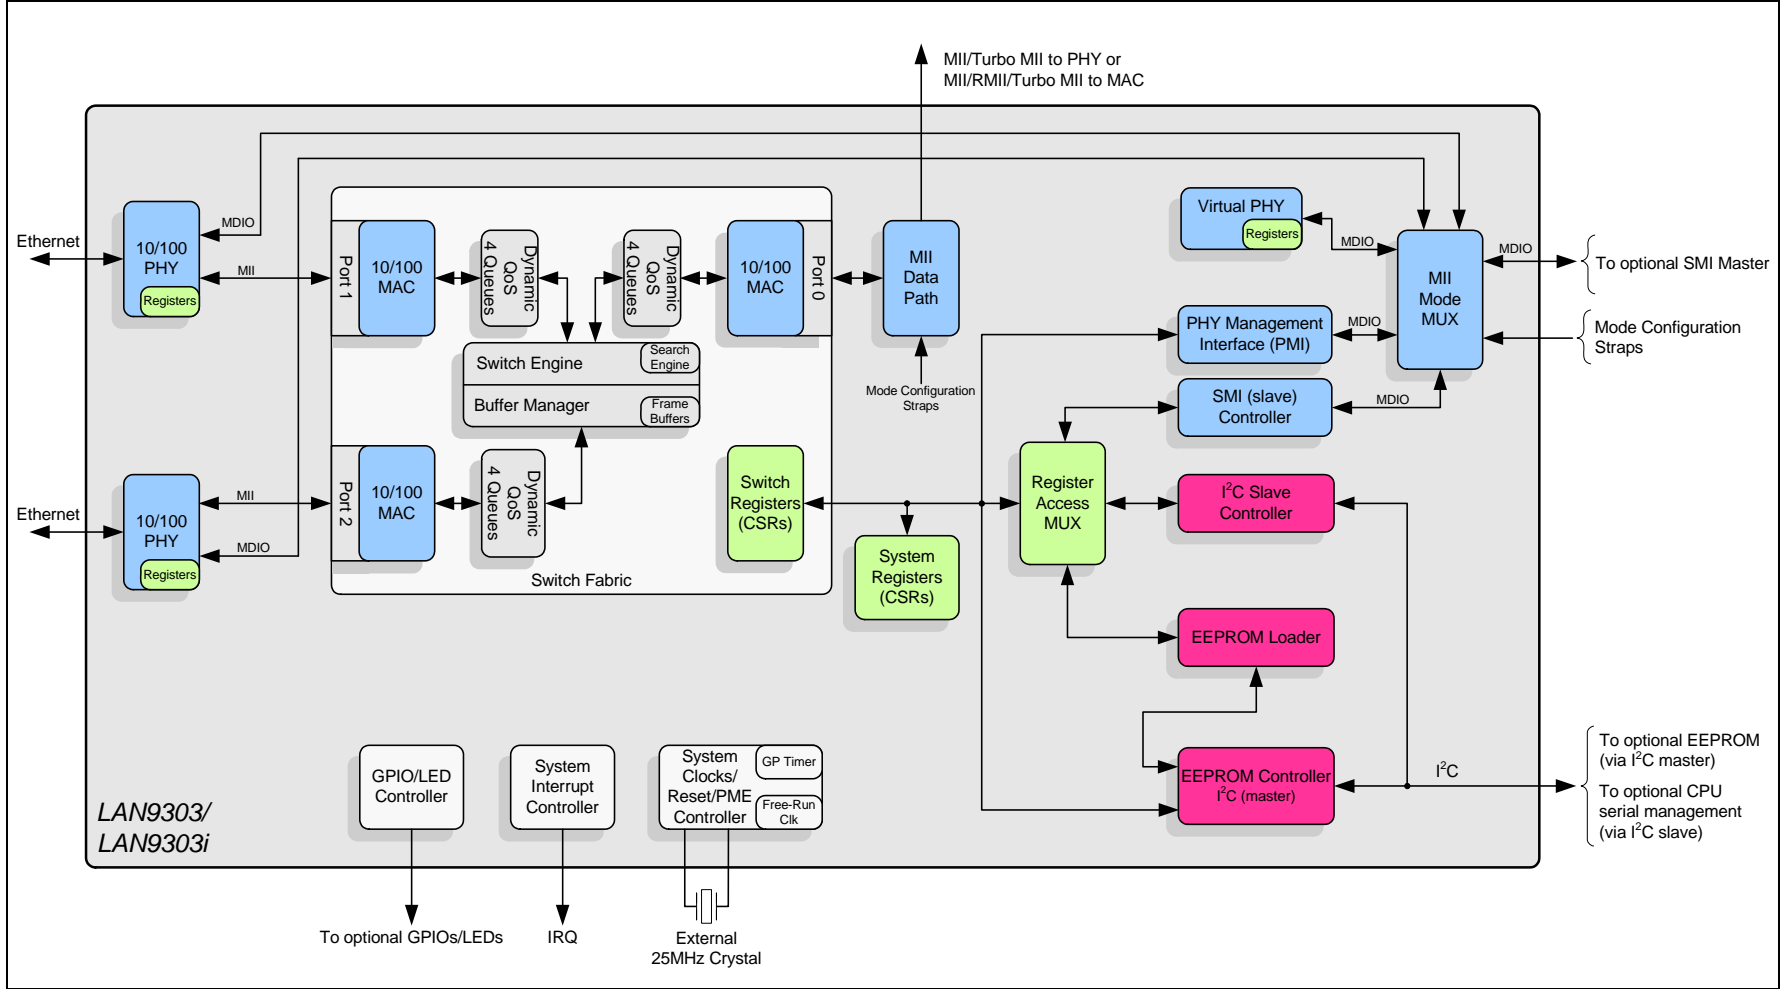 MII/Turbo MII to PHY or
MII/RMII/Turbo MII to MAC
Ethernet
10/100
PHY
Registers
MDIO
MII
Port 1
10/100
MAC
Dynamic
QoS
4 Queues
Dynamic
QoS
4 Queues
10/100
MAC
Port 0
MII
Data
Path
Mode Configuration
Straps
Switch Engine
Search
Engine
Buffer Manager
Frame
Buffers
Ethernet
10/100
PHY
Registers
MII
MDIO
Port 2
10/100
MAC
Dynamic
QoS
4 Queues
Switch
Registers
(CSRs)
Switch Fabric
System
Registers
(CSRs)
Virtual PHY
Registers
MDIO
MII
Mode
MUX
MDIO
To optional SMI Master
PHY Management
Interface (PMI)
MDIO
Mode Configuration
Straps
SMI (slave)
Controller
MDIO
Register
Access
MUX
I²C Slave
Controller
EEPROM Loader
EEPROM Controller
I²C (master)
I²C
To optional EEPROM
(via I²C master)
To optional CPU
serial management
(via I²C slave)
LAN9303/
LAN9303i
GPIO/LED
Controller
System
Interrupt
Controller
System
Clocks/
Reset/PME
Controller
GP Timer
Free-Run
Clk
To optional GPIOs/LEDs
IRQ
External
25MHz Crystal